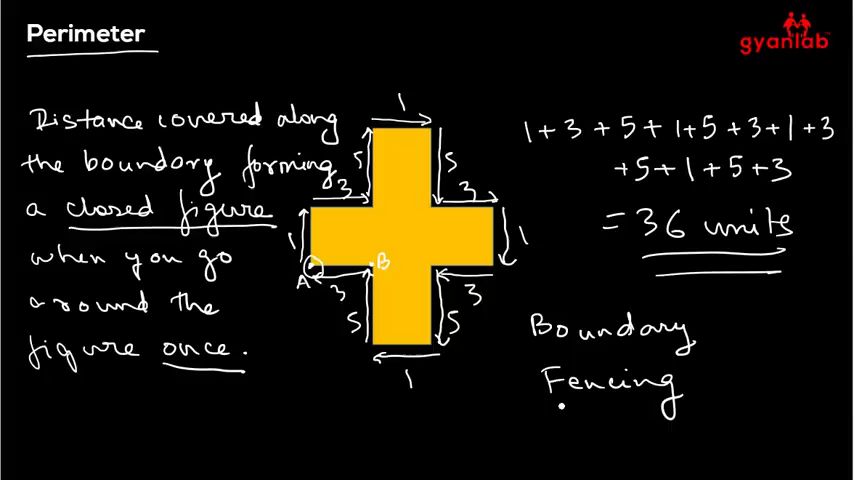 Perimeter
gyanlab
Distance covered along
the boundary forming
a closed figure
when you go
around the
figure once.
1
5
5
3
3
1
1
A
B
3
3
5
5
1
1 + 3 + 5 + 1 + 5 + 3 + 1 + 3
+ 5 + 1 + 5 + 3
= 36 units
Boundary
Fencing